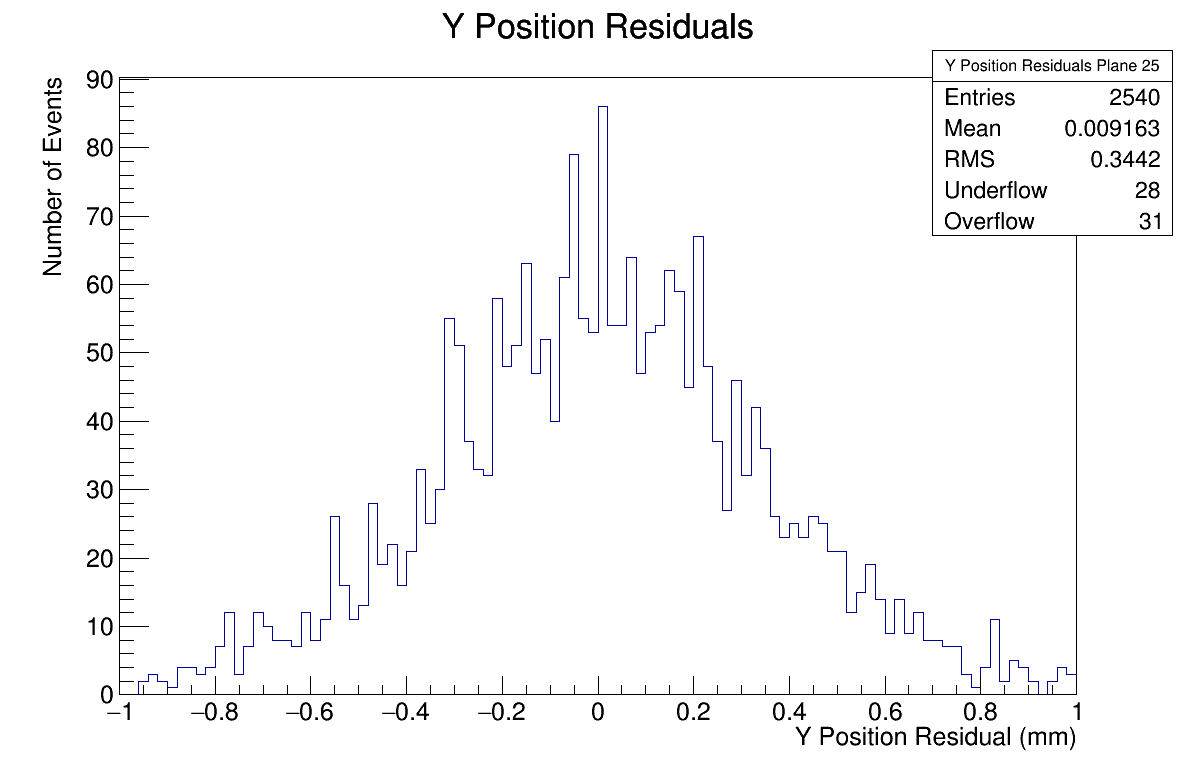 Y Position Residuals
Y Position Residuals Plane 25
Entries 2540
Mean 0.009163
RMS 0.3442
Underflow 28
Overflow 31
Number of Events
90
80
70
60
50
40
30
20
10
0
−1 −0.8 −0.6 −0.4 −0.2 0 0.2 0.4 0.6 0.8 1
Y Position Residual (mm)